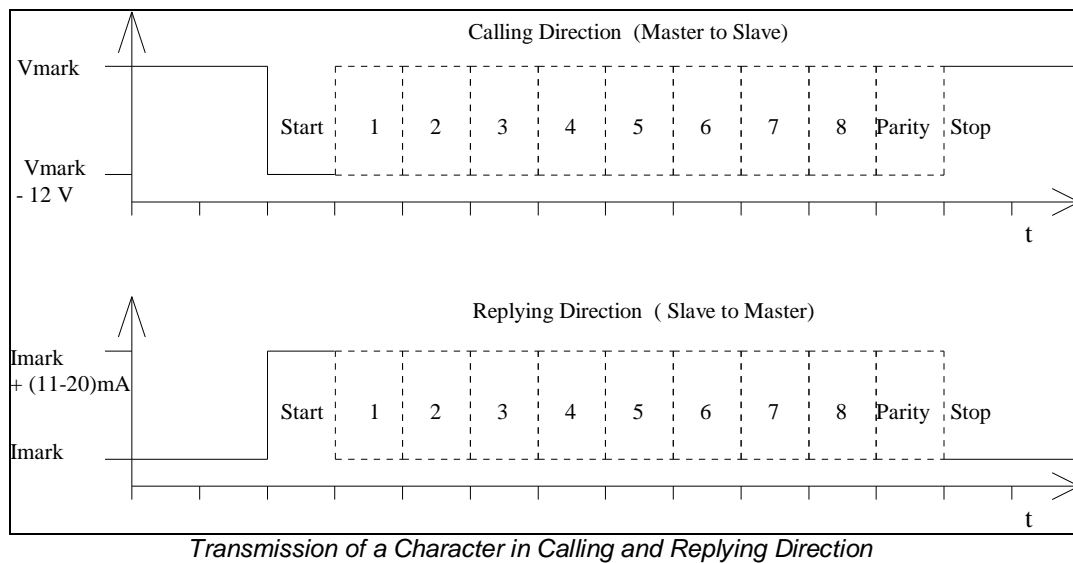 Calling Direction (Master to Slave)
Vmark
Start 1 2 3 4 5 6 7 8 Parity Stop
Vmark
- 12 V
t
Replying Direction ( Slave to Master)
Imark
+ (11-20)mA
Start 1 2 3 4 5 6 7 8 Parity Stop
Imark
t
Transmission of a Character in Calling and Replying Direction